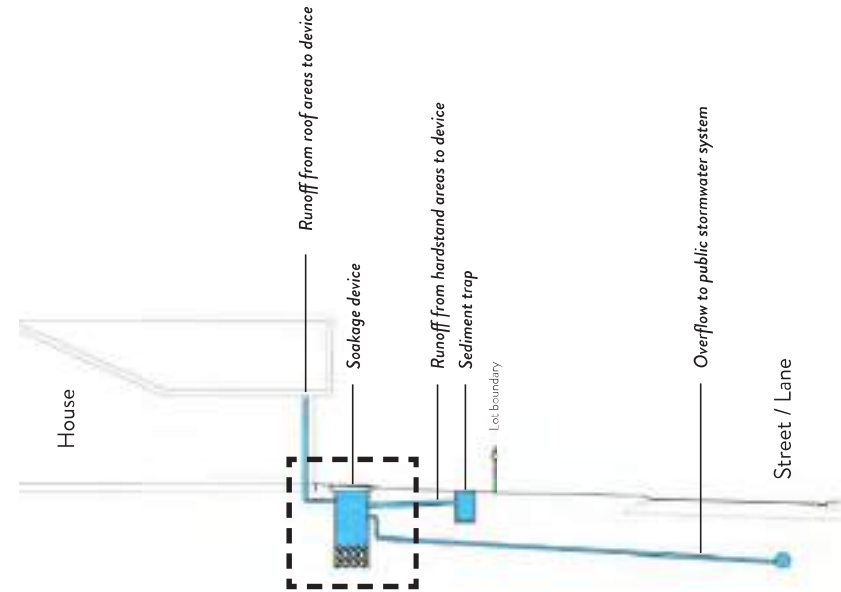 House
Runoff from roof areas to device
Soakage device
Runoff from hardstand areas to device
Sediment trap
Lot boundary
Overflow to public stormwater system
Street / Lane